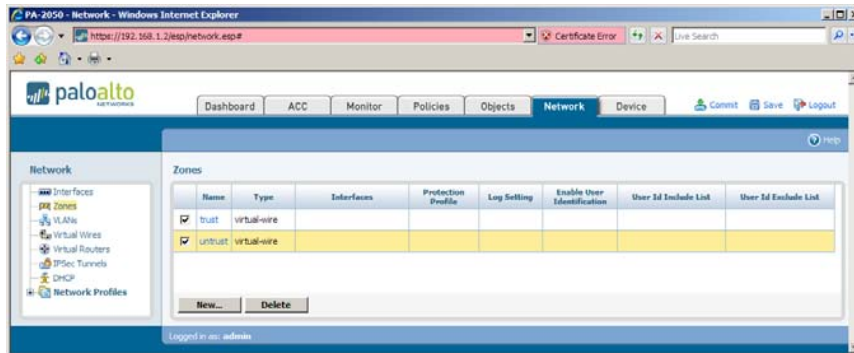 PA-2050 - Network - Windows Internet Explorer
https://192.168.1.2/esp/network.esp#
Certificate Error
Live Search
paloalto
NETWORKS
Dashboard ACC Monitor Policies Objects Network Device
Commit Save Logout
Help
Network
Interfaces
Zones
VLANs
Virtual Wires
Virtual Routers
IPSec Tunnels
DHCP
Network Profiles
Zones
Name Type Interfaces Protection Profile Log Setting Enable User Identification User Id Include List User Id Exclude List
trust virtual-wire
untrust virtual-wire
New... Delete
Logged in as: admin